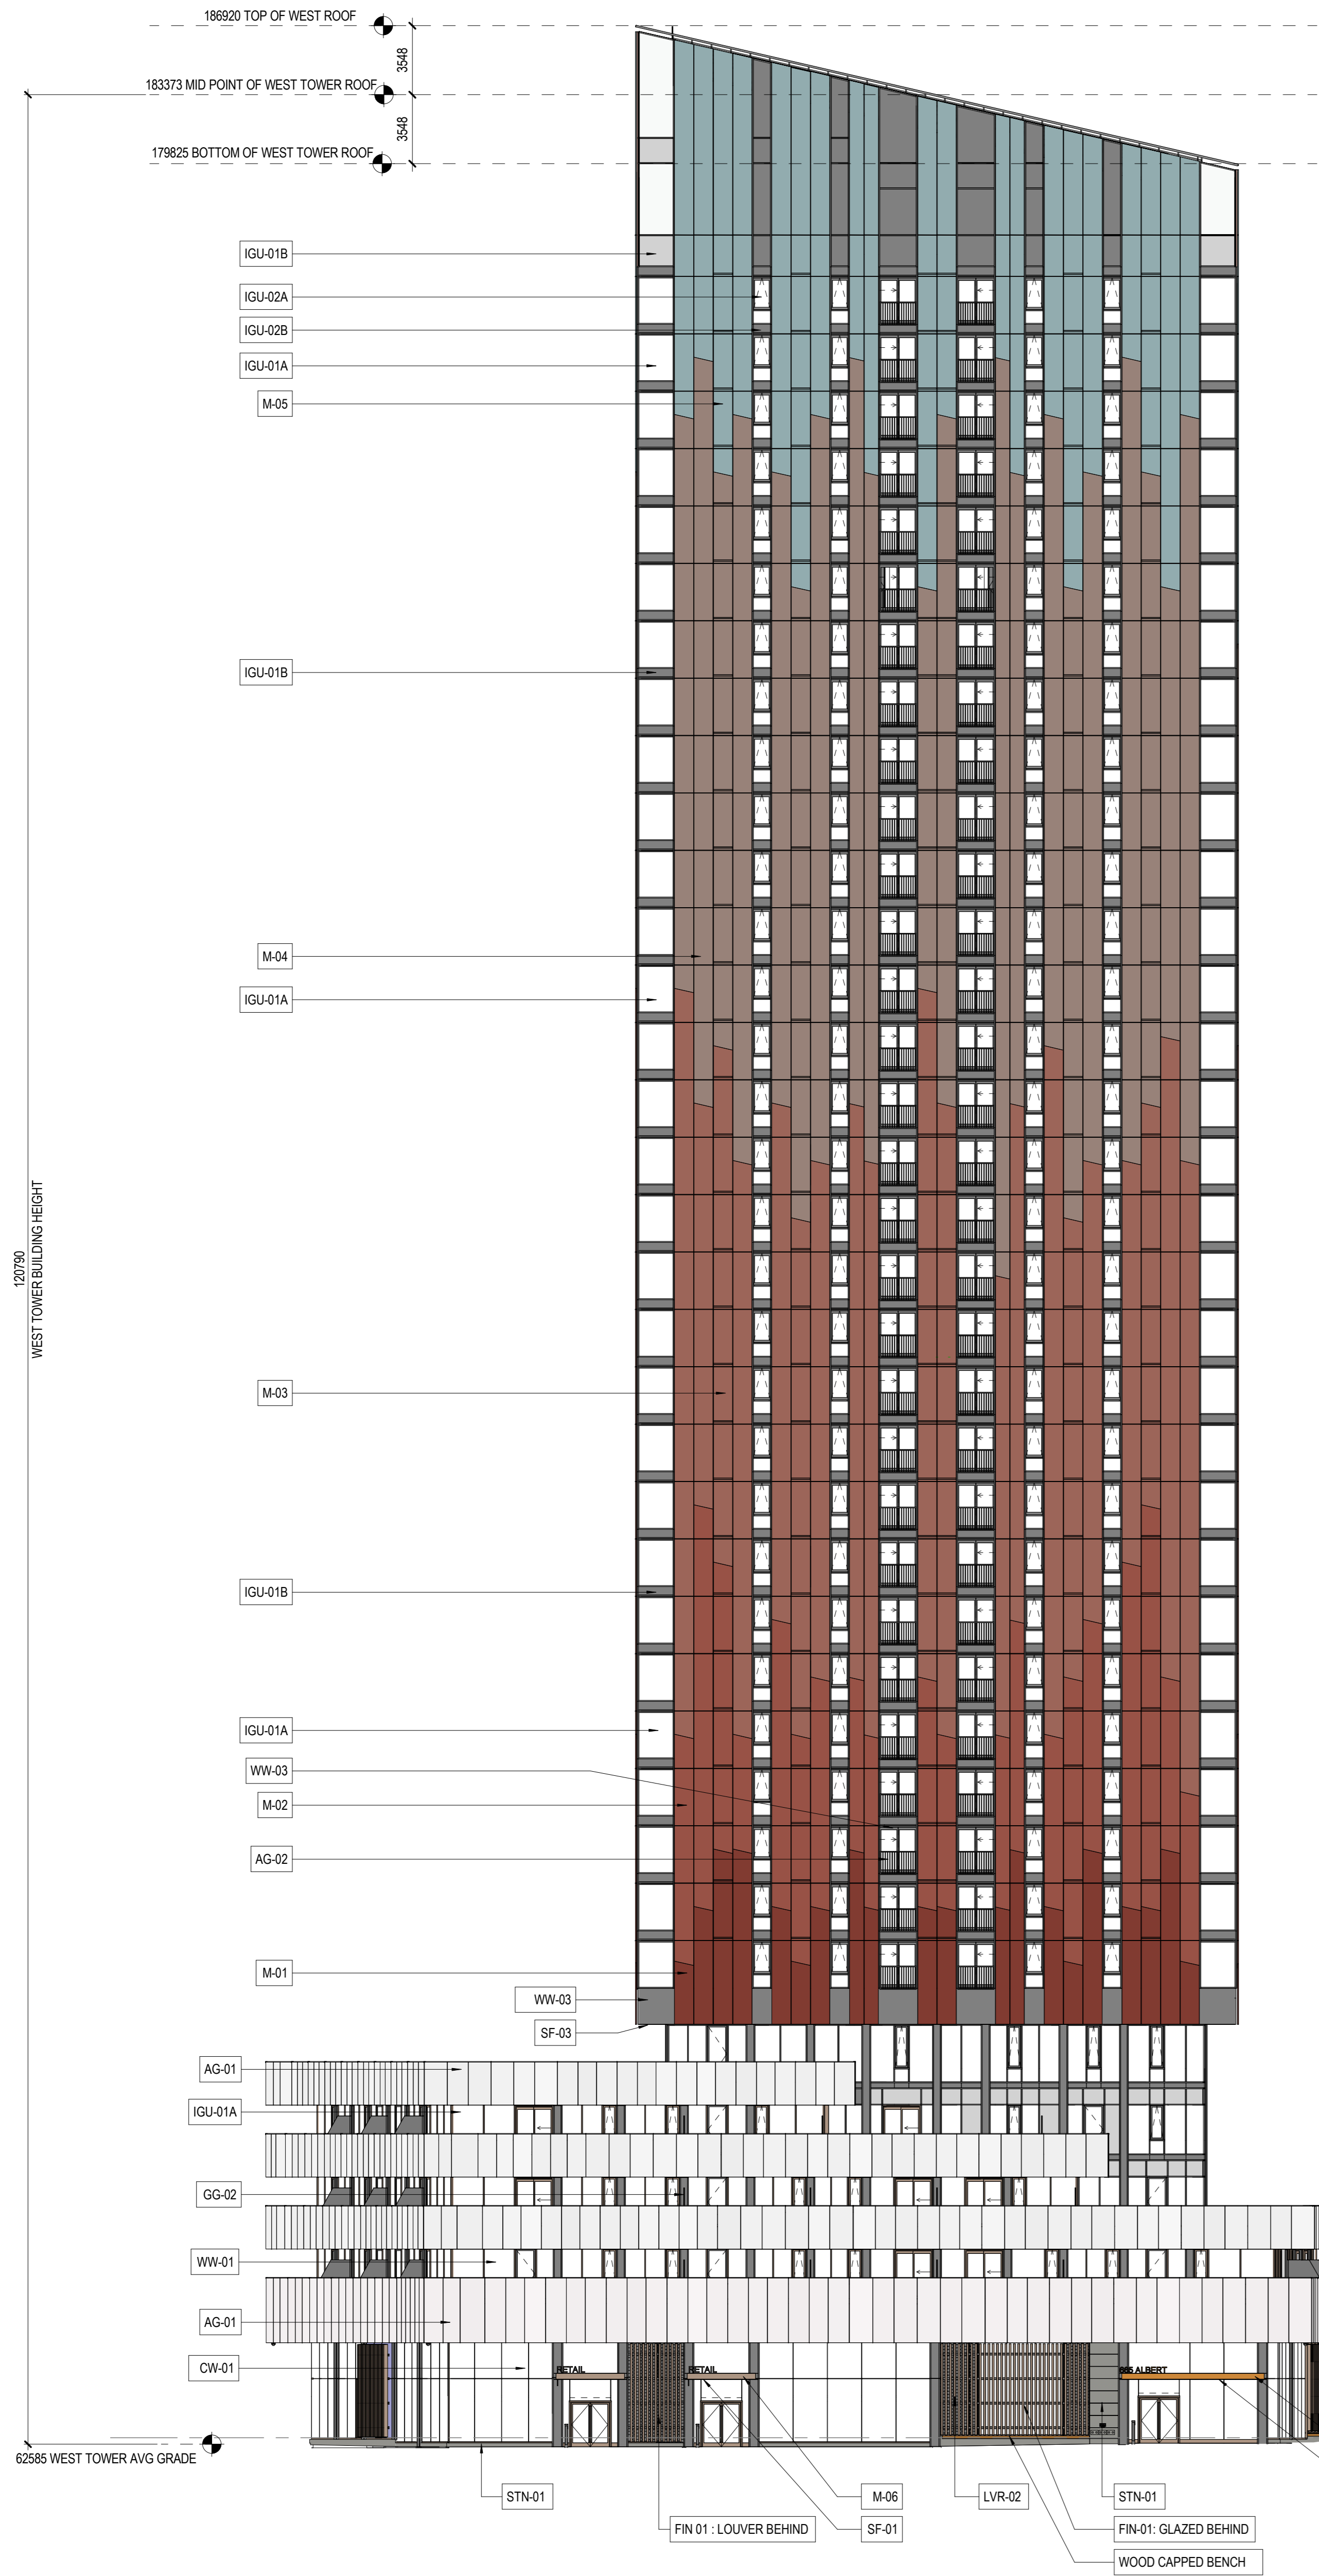 186920 TOP OF WEST ROOF
3548
183373 MID POINT OF WEST TOWER ROOF
3548
179825 BOTTOM OF WEST TOWER ROOF
IGU-01B
IGU-02A
IGU-02B
IGU-01A
M-05
IGU-01B
M-04
IGU-01A
120790
WEST TOWER BUILDING HEIGHT
M-03
IGU-01B
IGU-01A
WW-03
M-02
AG-02
M-01
WW-03
SF-03
AG-01
IGU-01A
GG-02
WW-01
AG-01
CW-01
RETAIL
RETAIL
665 ALBERT
62585 WEST TOWER AVG GRADE
STN-01
M-06
LVR-02
STN-01
FIN 01 : LOUVER BEHIND
SF-01
FIN-01: GLAZED BEHIND
WOOD CAPPED BENCH